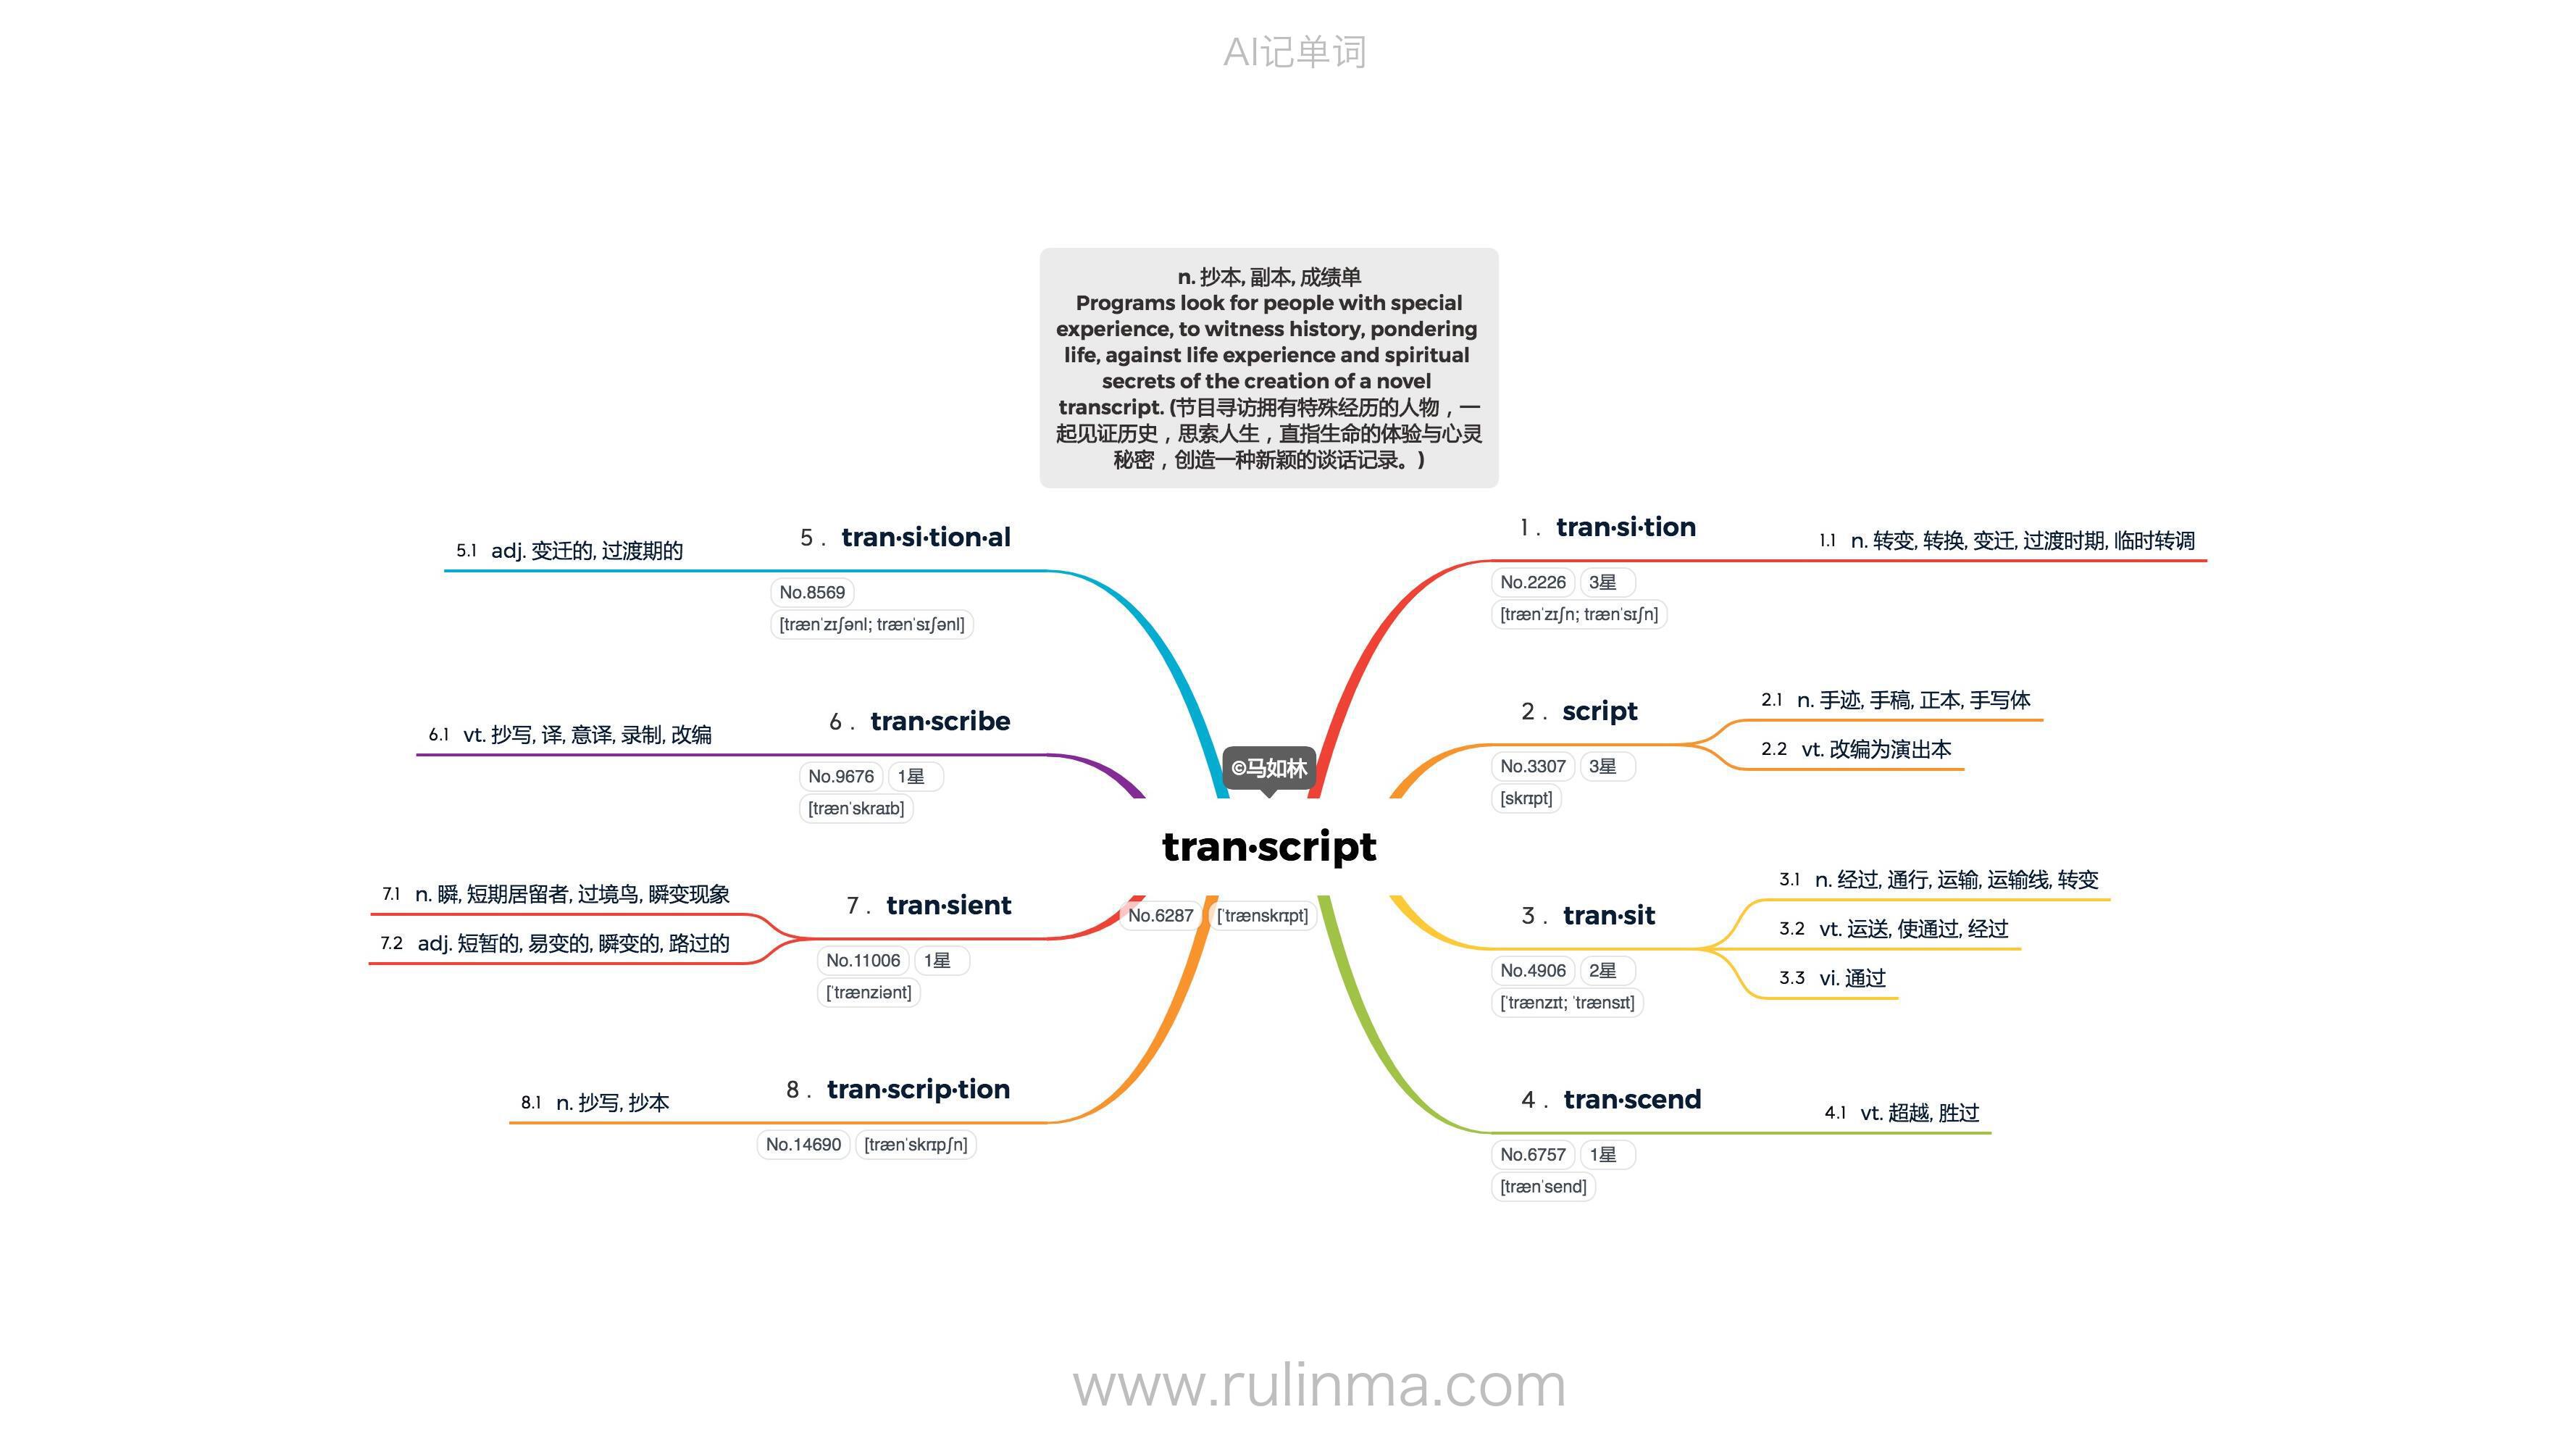 AI记单词
n. 抄本, 副本, 成绩单
Programs look for people with special
experience, to witness history, pondering
life, against life experience and spiritual
secrets of the creation of a novel
transcript. (节目寻访拥有特殊经历的人物，一
起见证历史，思索人生，直指生命的体验与心灵
秘密，创造一种新颖的谈话记录。)
©马如林
tran·script
No.6287 [ˈtrænskrɪpt]
1 . tran·si·tion
No.2226 3星
[trænˈzɪʃn; trænˈsɪʃn]
1.1 n. 转变, 转换, 变迁, 过渡时期, 临时转调
2 . script
No.3307 3星
[skrɪpt]
2.1 n. 手迹, 手稿, 正本, 手写体
2.2 vt. 改编为演出本
3 . tran·sit
No.4906 2星
[ˈtrænzɪt; ˈtrænsɪt]
3.1 n. 经过, 通行, 运输, 运输线, 转变
3.2 vt. 运送, 使通过, 经过
3.3 vi. 通过
4 . tran·scend
No.6757 1星
[trænˈsend]
4.1 vt. 超越, 胜过
5 . tran·si·tion·al
No.8569
[trænˈzɪʃənl; trænˈsɪʃənl]
5.1 adj. 变迁的, 过渡期的
6 . tran·scribe
No.9676 1星
[trænˈskraɪb]
6.1 vt. 抄写, 译, 意译, 录制, 改编
7 . tran·sient
No.11006 1星
[ˈtrænziənt]
7.1 n. 瞬, 短期居留者, 过境鸟, 瞬变现象
7.2 adj. 短暂的, 易变的, 瞬变的, 路过的
8 . tran·scrip·tion
No.14690 [trænˈskrɪpʃn]
8.1 n. 抄写, 抄本
www.rulinma.com